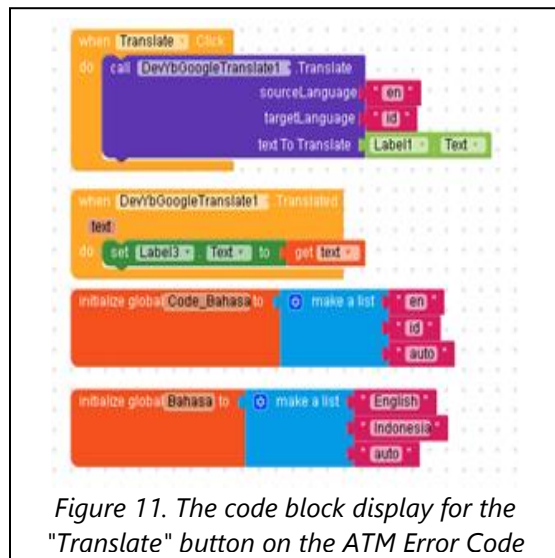 when Translate .Click
do call DevYbGoogleTranslate1 .Translate
sourceLanguage " en "
targetLanguage " id "
text To Translate Label1 . Text
when DevYbGoogleTranslate1 .Translated
text
do set Label3 . Text to get text
initialize global Code_Bahasa to make a list " en "
" id "
" auto "
initialize global Bahasa to make a list " English "
" Indonesia "
" auto "
Figure 11. The code block display for the
"Translate" button on the ATM Error Code